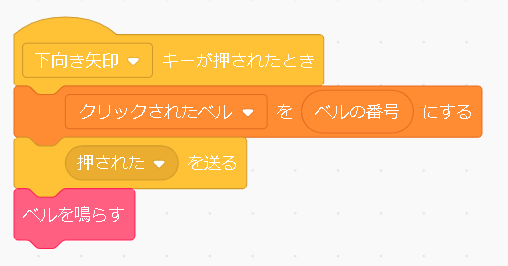 下向き矢印 キーが押されたとき
クリックされたベル を ベルの番号 にする
押された を送る
ベルを鳴らす